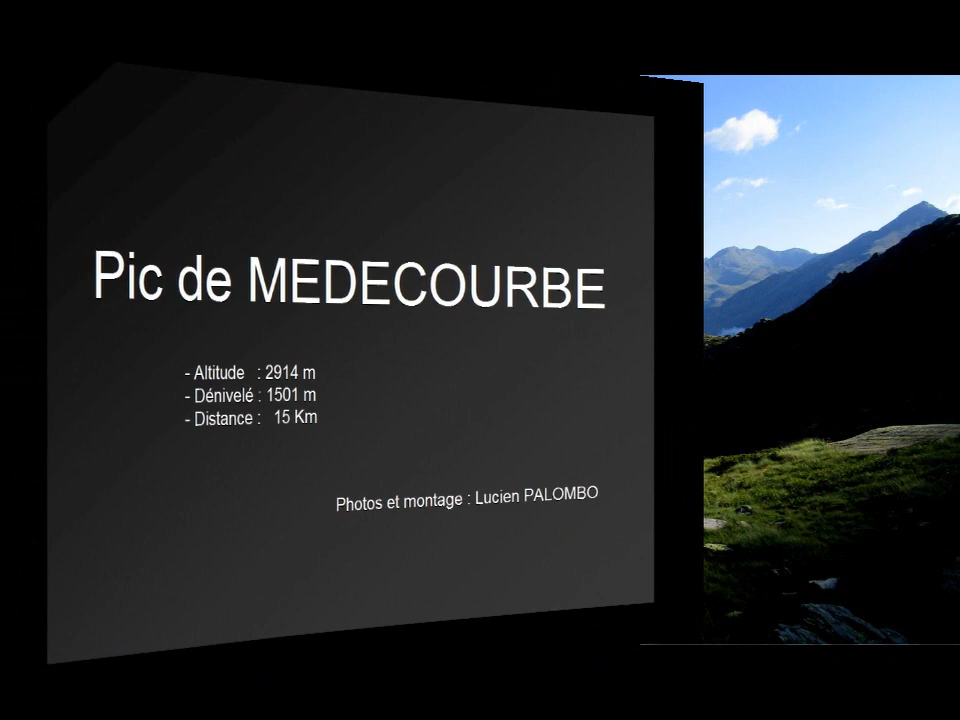 Pic de MEDECOURBE
- Altitude : 2914 m
- Dénivelé : 1501 m
- Distance : 15 Km
Photos et montage : Lucien PALOMBO